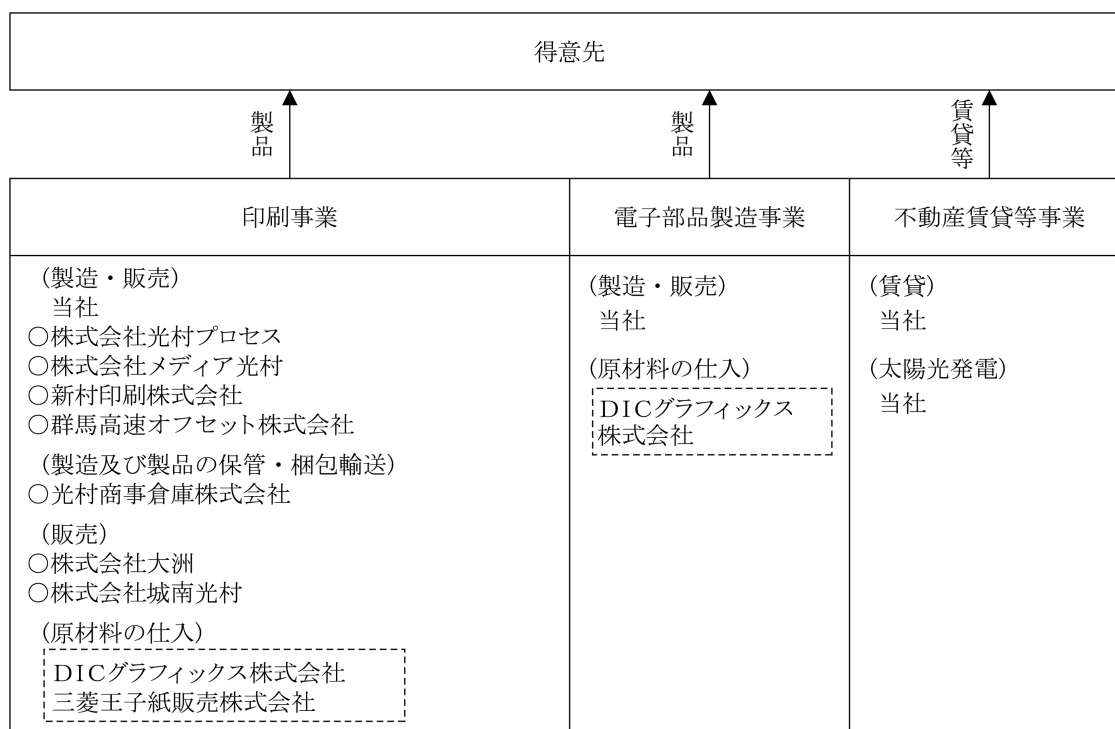 得意先
製品
製品
賃貸等
印刷事業
電子部品製造事業
不動産賃貸等事業
(製造・販売)
当社
○株式会社光村プロセス
○株式会社メディア光村
○新村印刷株式会社
○群馬高速オフセット株式会社
(製造及び製品の保管・梱包輸送)
○光村商事倉庫株式会社
(販売)
○株式会社大洲
○株式会社城南光村
(原材料の仕入)
DICグラフィックス株式会社
三菱王子紙販売株式会社
(製造・販売)
当社
(原材料の仕入)
DICグラフィックス
株式会社
(賃貸)
当社
(太陽光発電)
当社